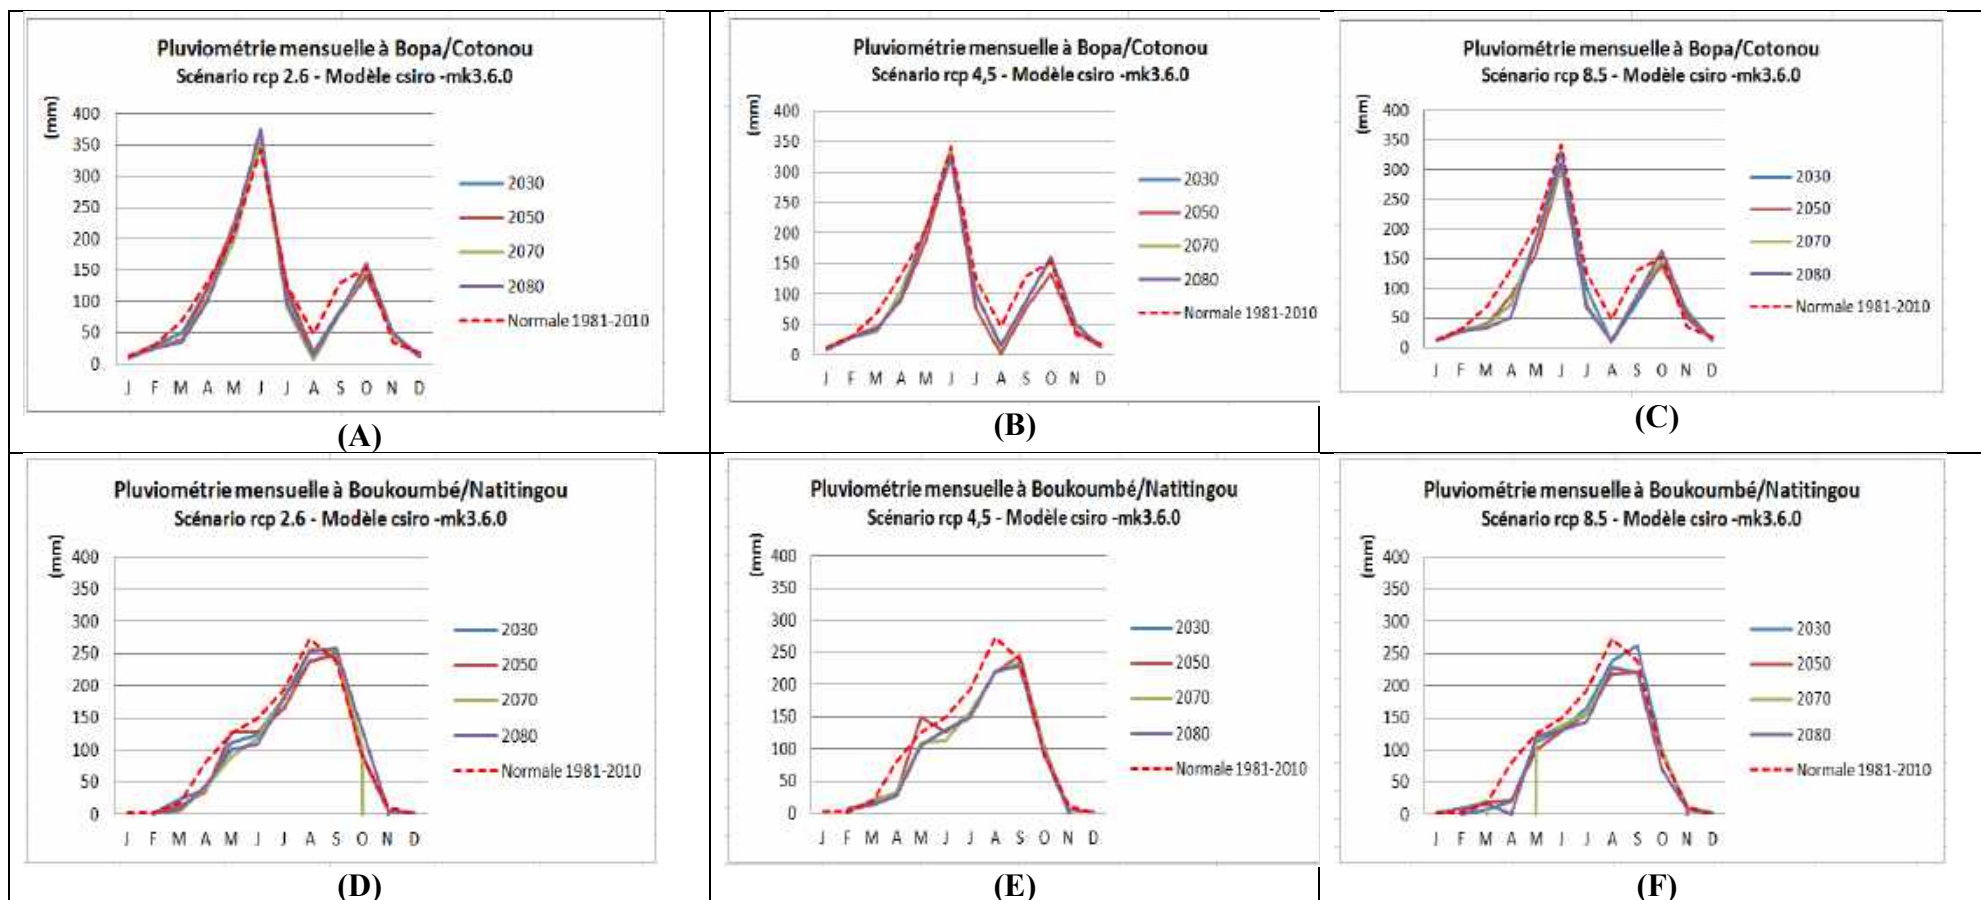 Pluviométrie mensuelle à Bopa/Cotonou
Scénario rcp 2.6 - Modèle csiro -mk3.6.0
(mm)
400
350
300
250
200
150
100
50
0
J F M A M J J A S O N D
2030
2050
2070
2080
Normale 1981-2010
(A)
Pluviométrie mensuelle à Bopa/Cotonou
Scénario rcp 4,5 - Modèle csiro -mk3.6.0
(mm)
400
350
300
250
200
150
100
50
0
J F M A M J J A S O N D
2030
2050
2070
2080
Normale 1981-2010
(B)
Pluviométrie mensuelle à Bopa/Cotonou
Scénario rcp 8.5 - Modèle csiro -mk3.6.0
(mm)
400
350
300
250
200
150
100
50
0
J F M A M J J A S O N D
2030
2050
2070
2080
Normale 1981-2010
(C)
Pluviométrie mensuelle à Boukoumbé/Natitingou
Scénario rcp 2.6 - Modèle csiro -mk3.6.0
(mm)
400
350
300
250
200
150
100
50
0
J F M A M J J A S O N D
2030
2050
2070
2080
Normale 1981-2010
(D)
Pluviométrie mensuelle à Boukoumbé/Natitingou
Scénario rcp 4,5 - Modèle csiro -mk3.6.0
(mm)
400
350
300
250
200
150
100
50
0
J F M A M J J A S O N D
2030
2050
2070
2080
Normale 1981-2010
(E)
Pluviométrie mensuelle à Boukoumbé/Natitingou
Scénario rcp 8.5 - Modèle csiro -mk3.6.0
(mm)
400
350
300
250
200
150
100
50
0
J F M A M J J A S O N D
2030
2050
2070
2080
Normale 1981-2010
(F)